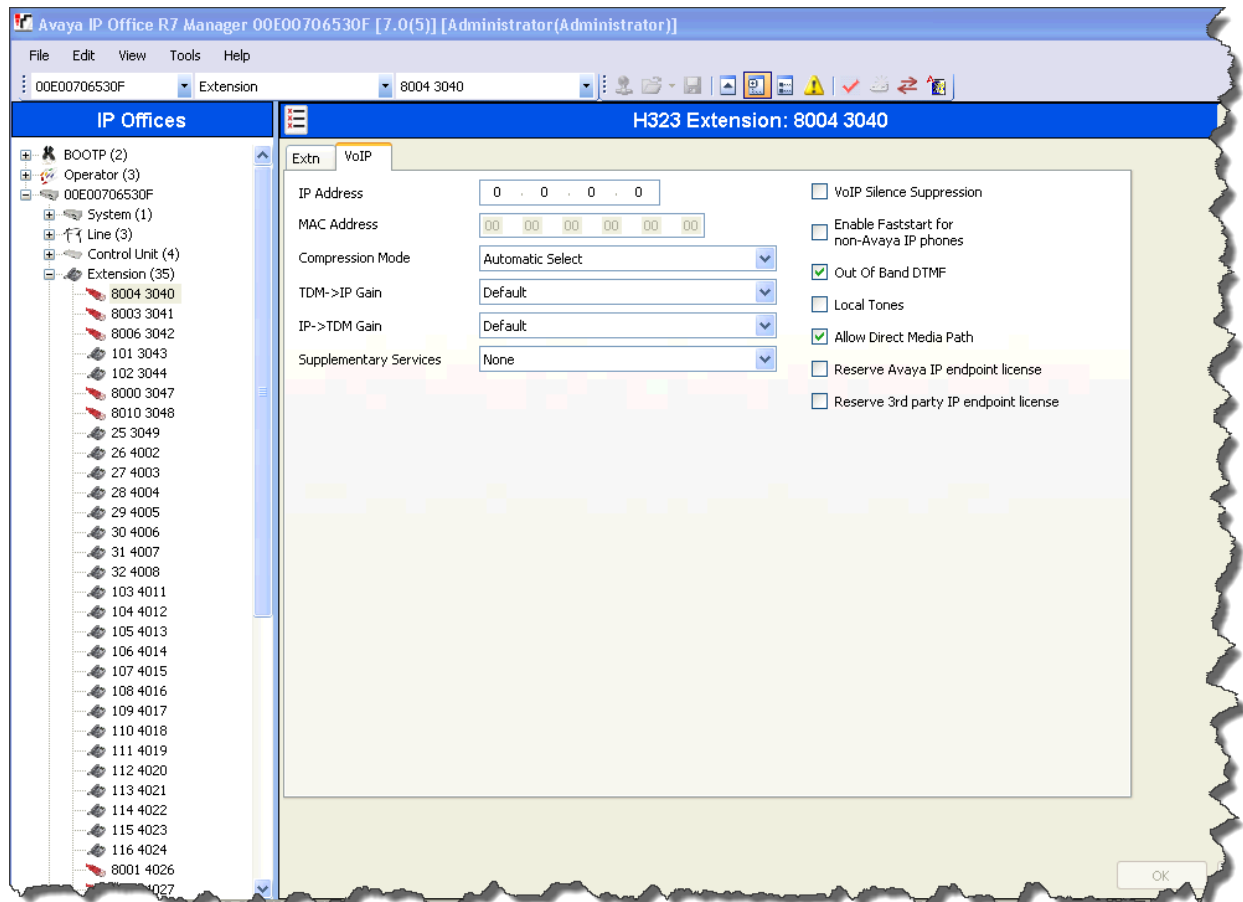 Avaya IP Office R7 Manager 00E00706530F [7.0(5)] [Administrator(Administrator)]
File Edit View Tools Help
00E00706530F Extension 8004 3040
IP Offices
H323 Extension: 8004 3040
BOOTP (2)
Operator (3)
00E00706530F
System (1)
Line (3)
Control Unit (4)
Extension (35)
8004 3040
8003 3041
8006 3042
101 3043
102 3044
8000 3047
8010 3048
25 3049
26 4002
27 4003
28 4004
29 4005
30 4006
31 4007
32 4008
103 4011
104 4012
105 4013
106 4014
107 4015
108 4016
109 4017
110 4018
111 4019
112 4020
113 4021
114 4022
115 4023
116 4024
8001 4026
Extn VoIP
IP Address 0 . 0 . 0 . 0
MAC Address 00 00 00 00 00 00
Compression Mode Automatic Select
TDM->IP Gain Default
IP->TDM Gain Default
Supplementary Services None
VoIP Silence Suppression
Enable Faststart for
non-Avaya IP phones
Out Of Band DTMF
Local Tones
Allow Direct Media Path
Reserve Avaya IP endpoint license
Reserve 3rd party IP endpoint license
OK